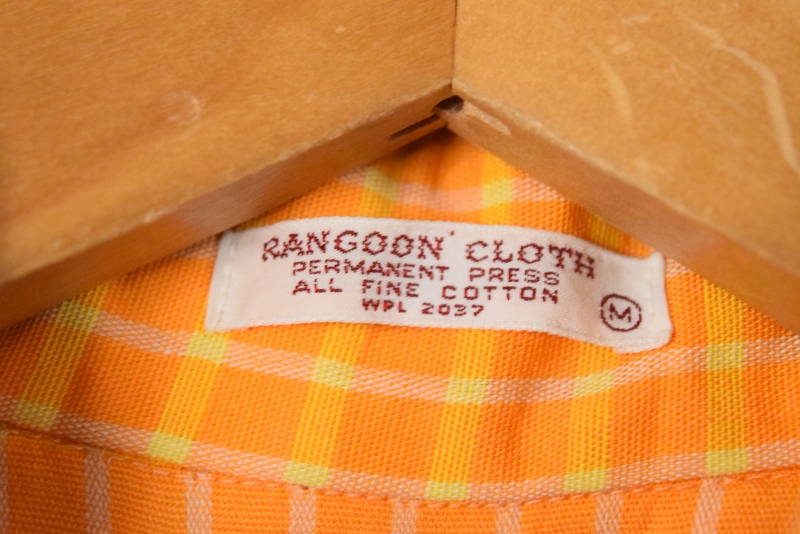 RANGOON' CLOTH
PERMANENT PRESS
ALL FINE COTTON
WPL 2037
M